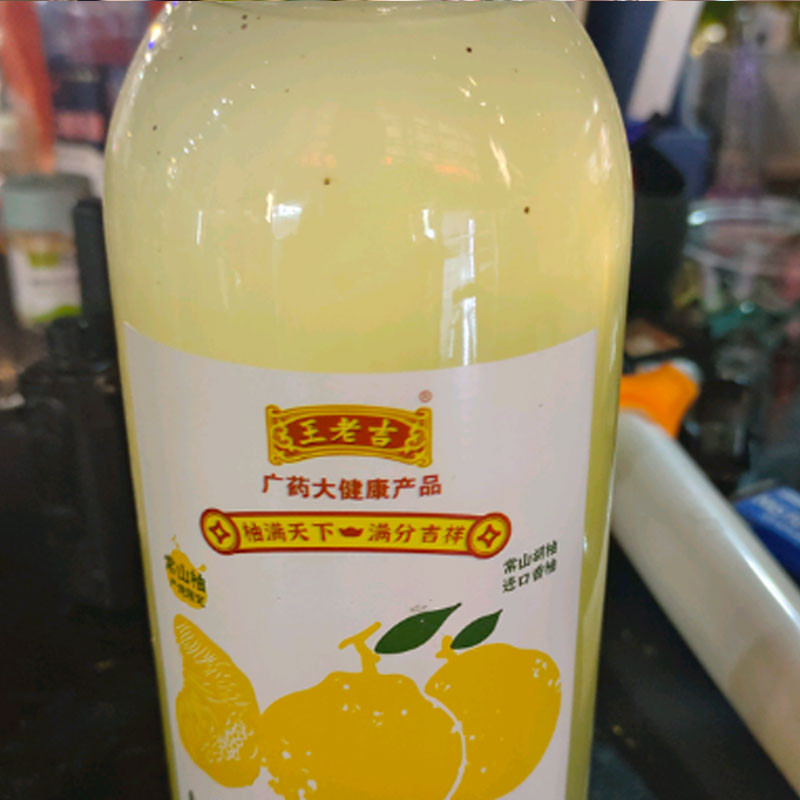 王老吉
®
广药大健康产品
柚满天下 满分吉祥
常山胡柚
进口香柚
常山柚